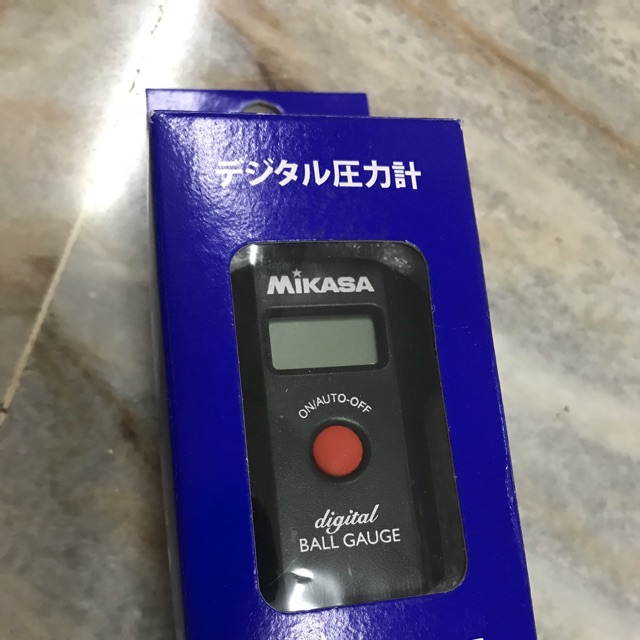 デジタル圧力計
MIKASA
ON/AUTO-OFF
digital
BALL GAUGE